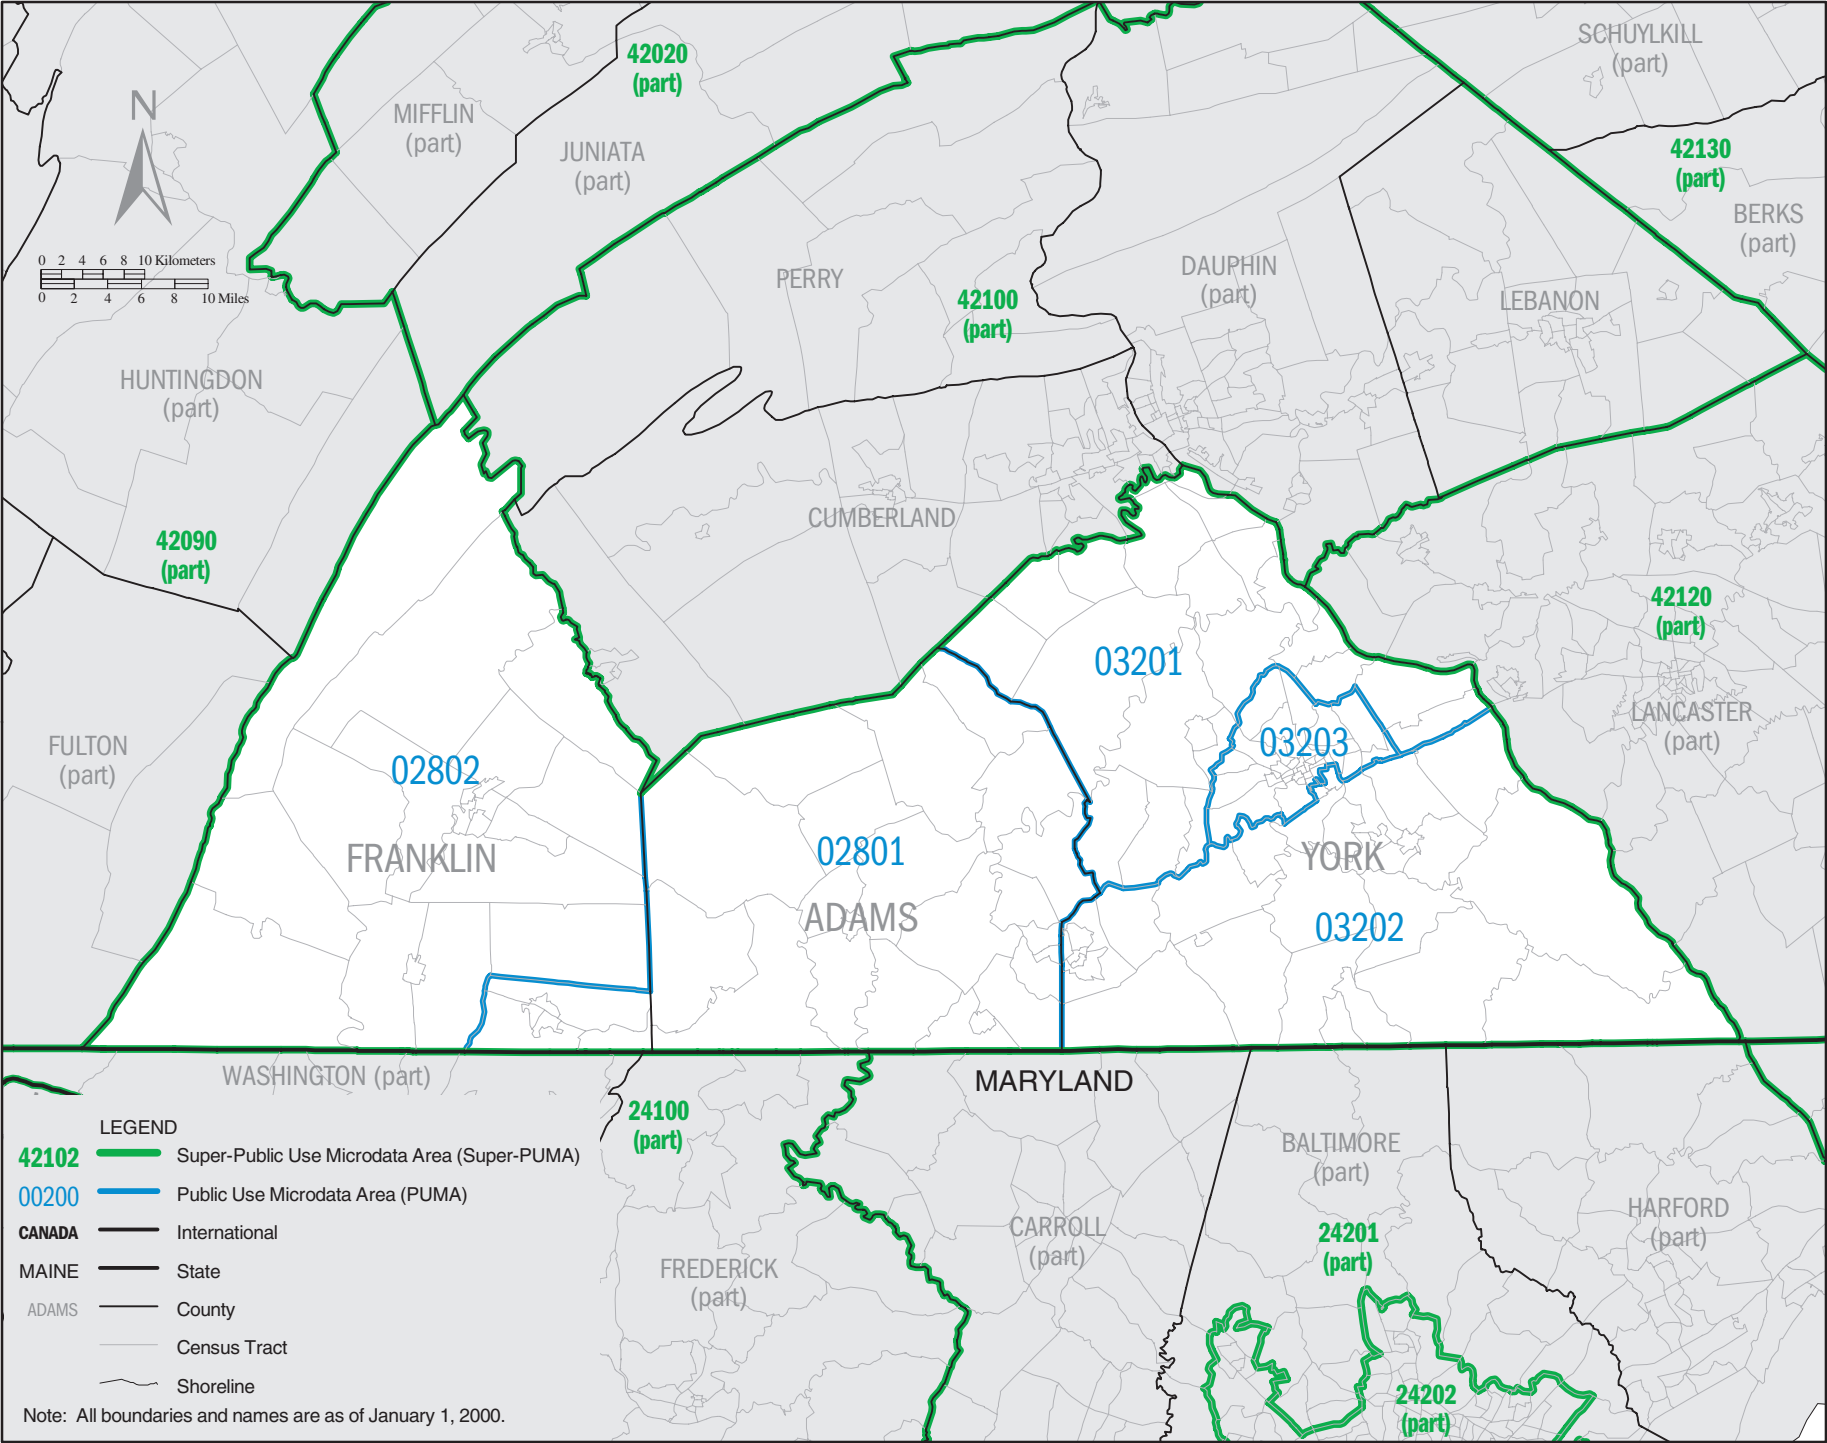 SCHUYLKILL
(part)
42020
(part)
N
MIFFLIN
(part)
JUNIATA
(part)
42130
(part)
BERKS
(part)
0 2 4 6 8 10 Kilometers
0 2 4 6 8 10 Miles
PERRY
42100
(part)
DAUPHIN
(part)
LEBANON
HUNTINGDON
(part)
CUMBERLAND
42090
(part)
42120
(part)
03201
LANCASTER
(part)
FULTON
(part)
02802
03203
FRANKLIN
02801
YORK
ADAMS
03202
WASHINGTON (part)
MARYLAND
24100
(part)
BALTIMORE
(part)
CARROLL
(part)
HARFORD
(part)
24201
(part)
FREDERICK
(part)
24202
(part)
LEGEND
42102 Super-Public Use Microdata Area (Super-PUMA)
00200 Public Use Microdata Area (PUMA)
CANADA International
MAINE State
ADAMS County
Census Tract
Shoreline
Note: All boundaries and names are as of January 1, 2000.